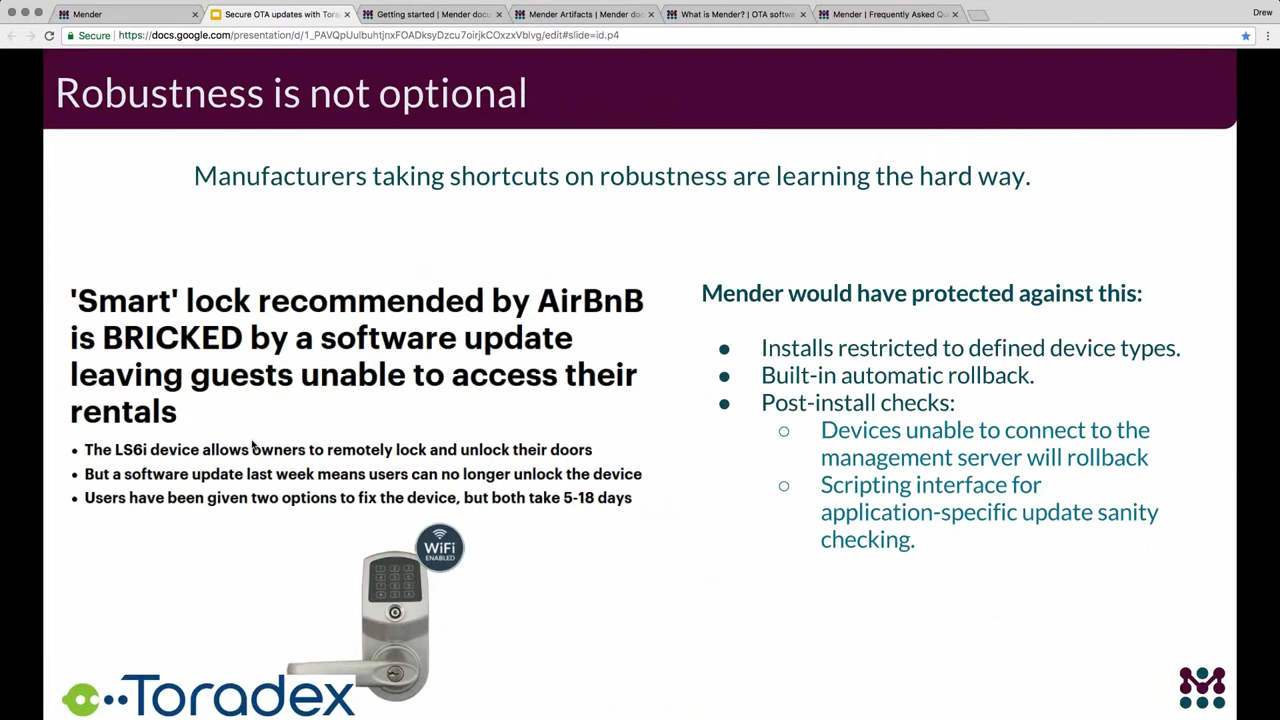 Mender
Secure OTA updates with Torad
Getting started | Mender docu
Mender Artifacts | Mender doc
What is Mender? | OTA softwa
Mender | Frequently Asked Qu
Drew
Secure
https://docs.google.com/presentation/d/1_PAVQpUulbuhtjnxFOADksyDzcu7oirjkCOxzxVblvg/edit#slide=id.p4
Robustness is not optional
Manufacturers taking shortcuts on robustness are learning the hard way.
'Smart' lock recommended by AirBnB
is BRICKED by a software update
leaving guests unable to access their
rentals
• The LS6i device allows owners to remotely lock and unlock their doors
• But a software update last week means users can no longer unlock the device
• Users have been given two options to fix the device, but both take 5-18 days
WiFi
ENABLED
Toradex
Mender would have protected against this:
● Installs restricted to defined device types.
● Built-in automatic rollback.
● Post-install checks:
○ Devices unable to connect to the
management server will rollback
○ Scripting interface for
application-specific update sanity
checking.